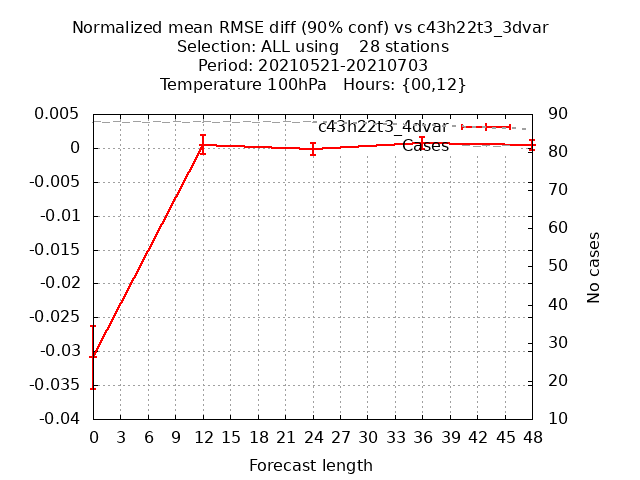 Normalized mean RMSE diff (90% conf) vs c43h22t3_3dvar
Selection: ALL using    28 stations
Period: 20210521-20210703
Temperature 100hPa   Hours: {00,12}
c43h22t3_4dvar
Cases
0.005
0
-0.005
-0.01
-0.015
-0.02
-0.025
-0.03
-0.035
-0.04
90
80
70
60
50
40
30
20
10
No cases
0 3 6 9 12 15 18 21 24 27 30 33 36 39 42 45 48
Forecast length